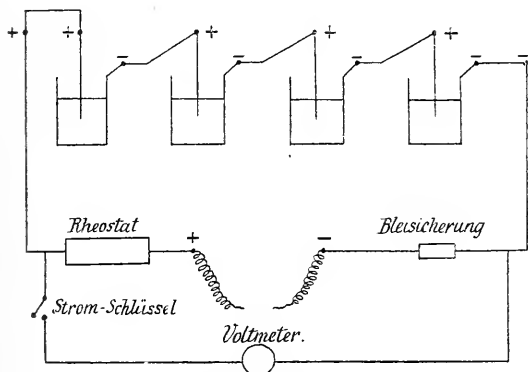 + + + + +
− − − −
−
Rheostat + − Bleisicherung
Strom-Schlüssel
Voltmeter.